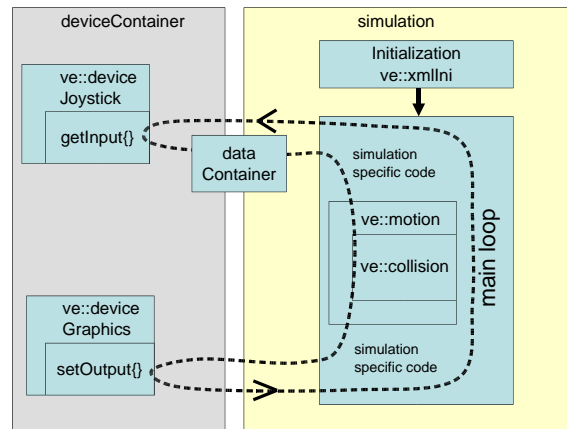 deviceContainer
simulation
Initialization
ve::xmlIni
ve::device
Joystick
getInput{}
data
Container
simulation
specific code
ve::motion
ve::collision
main loop
ve::device
Graphics
setOutput{}
simulation
specific code